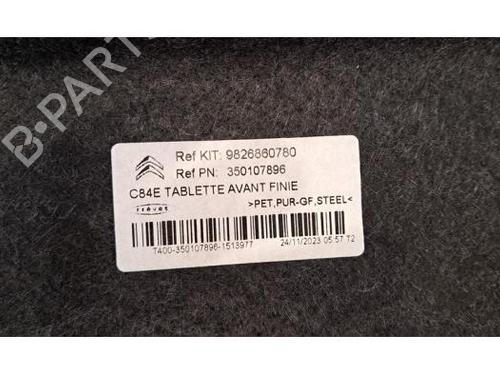 B-PARTS
Ref KIT: 9826860780
Ref PN: 350107896
C84E TABLETTE AVANT FINIE
>PET,PUR-GF,STEEL<
T400-350107896-1513977
24/11/2023 05:57 T2